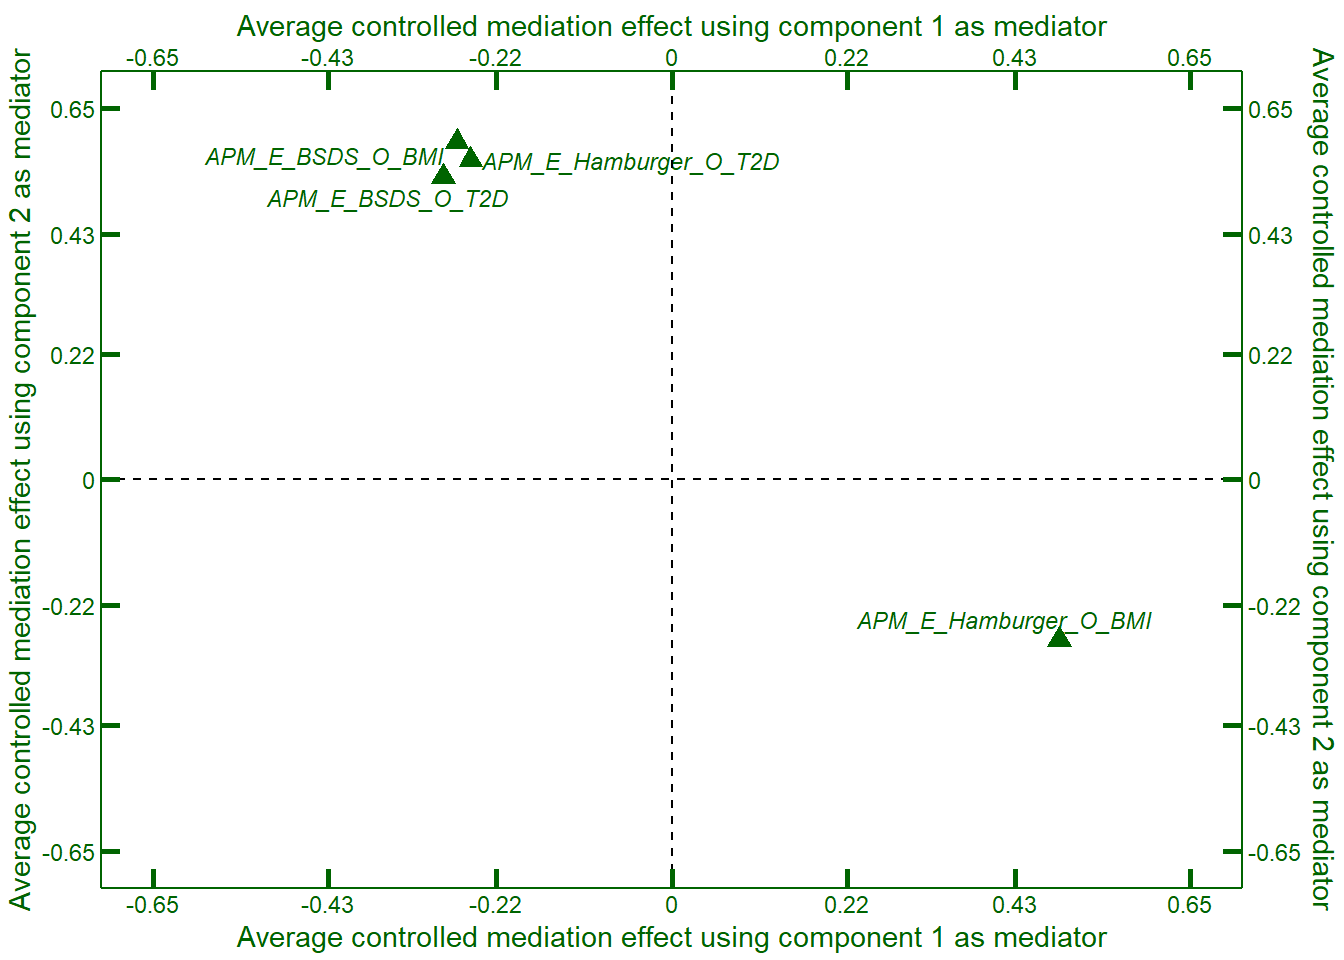 Average controlled mediation effect using component 1 as mediator
-0.65 -0.43 -0.22 0 0.22 0.43 0.65
Average controlled mediation effect using component 2 as mediator
0.65
0.43
0.22
0
-0.22
-0.43
-0.65
APM_E_BSDS_O_BMI
APM_E_Hamburger_O_T2D
APM_E_BSDS_O_T2D
APM_E_Hamburger_O_BMI
0.65
0.43
0.22
0
-0.22
-0.43
-0.65
Average controlled mediation effect using component 2 as mediator
-0.65 -0.43 -0.22 0 0.22 0.43 0.65
Average controlled mediation effect using component 1 as mediator